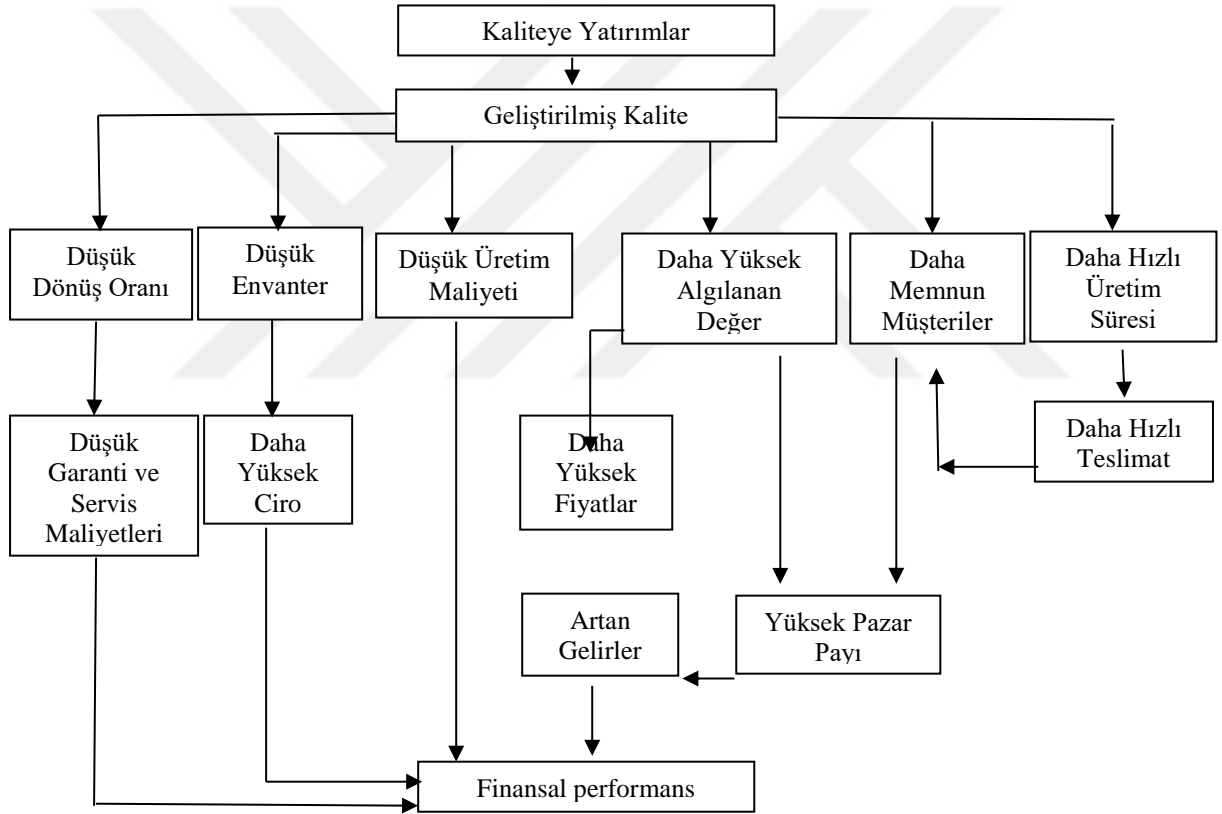 Kaliteye Yatırımlar
Geliştirilmiş Kalite
Düşük
Dönüş Oranı
Düşük
Envanter
Düşük Üretim
Maliyeti
Daha Yüksek
Algılanan
Değer
Daha
Memnun
Müşteriler
Daha Hızlı
Üretim
Süresi
Düşük
Garanti ve
Servis
Maliyetleri
Daha
Yüksek
Ciro
Daha
Yüksek
Fiyatlar
Daha Hızlı
Teslimat
Artan
Gelirler
Yüksek Pazar
Payı
Finansal performans